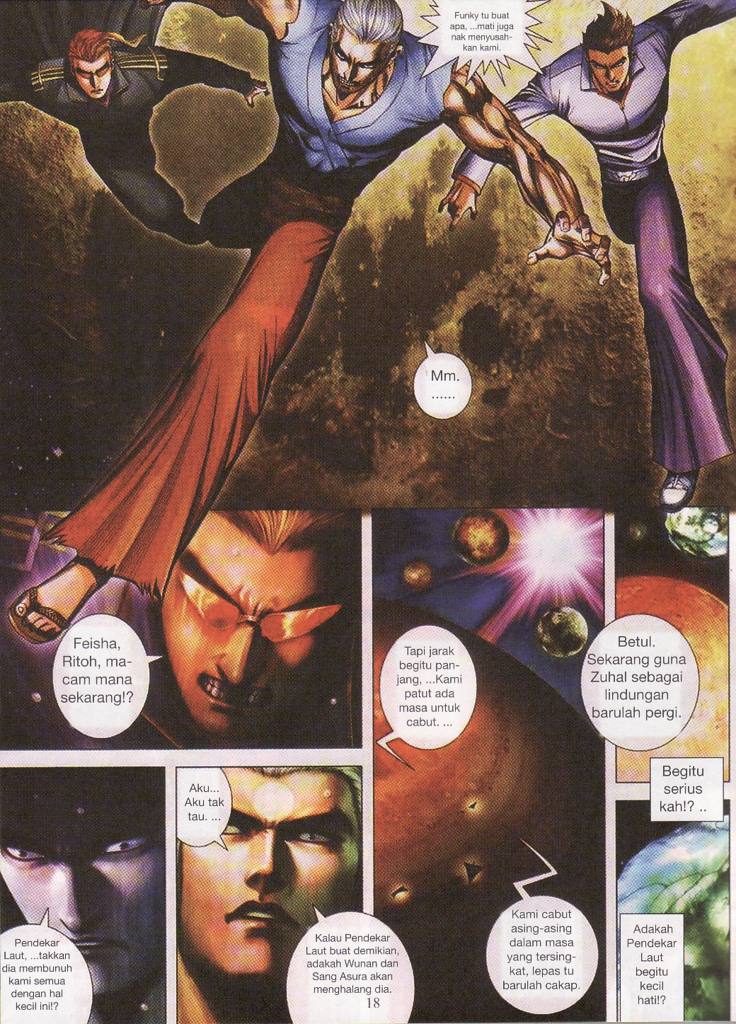 Funky tu buat
apa, ...mati juga
nak menyusah-
kan kami.
Mm.
......
Feisha,
Ritoh, ma-
cam mana
sekarang!?
Tapi jarak
begitu pan-
jang, ...Kami
patut ada
masa untuk
cabut. ...
Betul.
Sekarang guna
Zuhal sebagai
lindungan
barulah pergi.
Begitu
serius
kah!? ..
Aku...
Aku tak
tau. ...
Pendekar
Laut, ...takkan
dia membunuh
kami semua
dengan hal
kecil ini!?
Kalau Pendekar
Laut buat demikian,
adakah Wunan dan
Sang Asura akan
menghalang dia.
Kami cabut
asing-asing
dalam masa
yang tersing-
kat, lepas tu
barulah cakap.
Adakah
Pendekar
Laut
begitu
kecil
hati!?
18